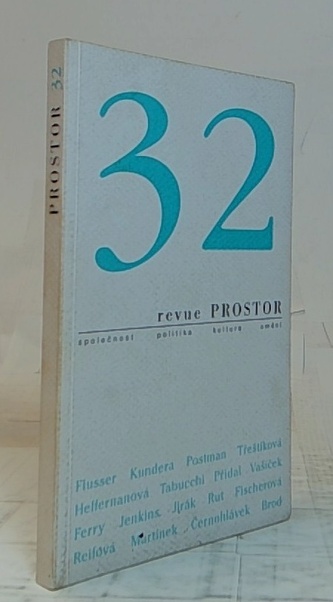 PROSTOR 32
32
revue PROSTOR
společnost politika kultura umění
Flusser Kundera Postman Třeštíková
Heffernanová Tabucchi Přidal Vašíček
Ferry Jenkins Jirák Rut Fischerová
Reifová Martinek Černohlávek Brod